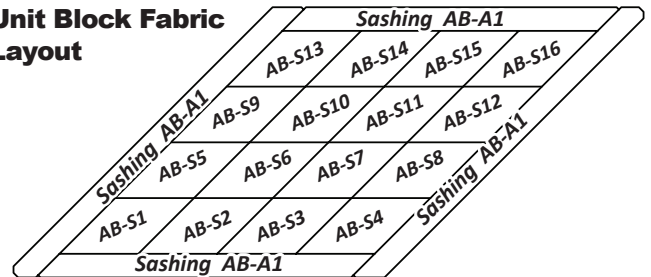 Unit Block Fabric
Layout
Sashing AB-A1
AB-S13 AB-S14 AB-S15 AB-S16
AB-S9 AB-S10 AB-S11 AB-S12
Sashing AB-A1
AB-S5 AB-S6 AB-S7 AB-S8
Sashing AB-A1
AB-S1 AB-S2 AB-S3 AB-S4
Sashing AB-A1